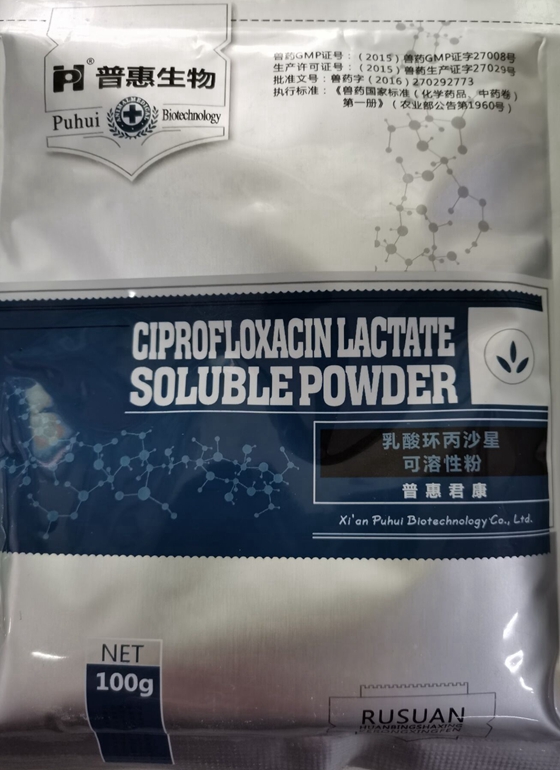 普惠生物
Puhui Biotechnology
兽药GMP证号：（2015）兽药GMP证字27008号
生产许可证号：（2015）兽药生产证字27029号
批准文号：兽药字（2016）270292773
执行标准：《兽药国家标准（化学药品、中药卷）
第一册》（农业部公告第1960号）
CIPROFLOXACIN LACTATE
SOLUBLE POWDER
乳酸环丙沙星
可溶性粉
普惠君康
Xi'an Puhui Biotechnology Co., Ltd.
NET
100g
RUSUAN